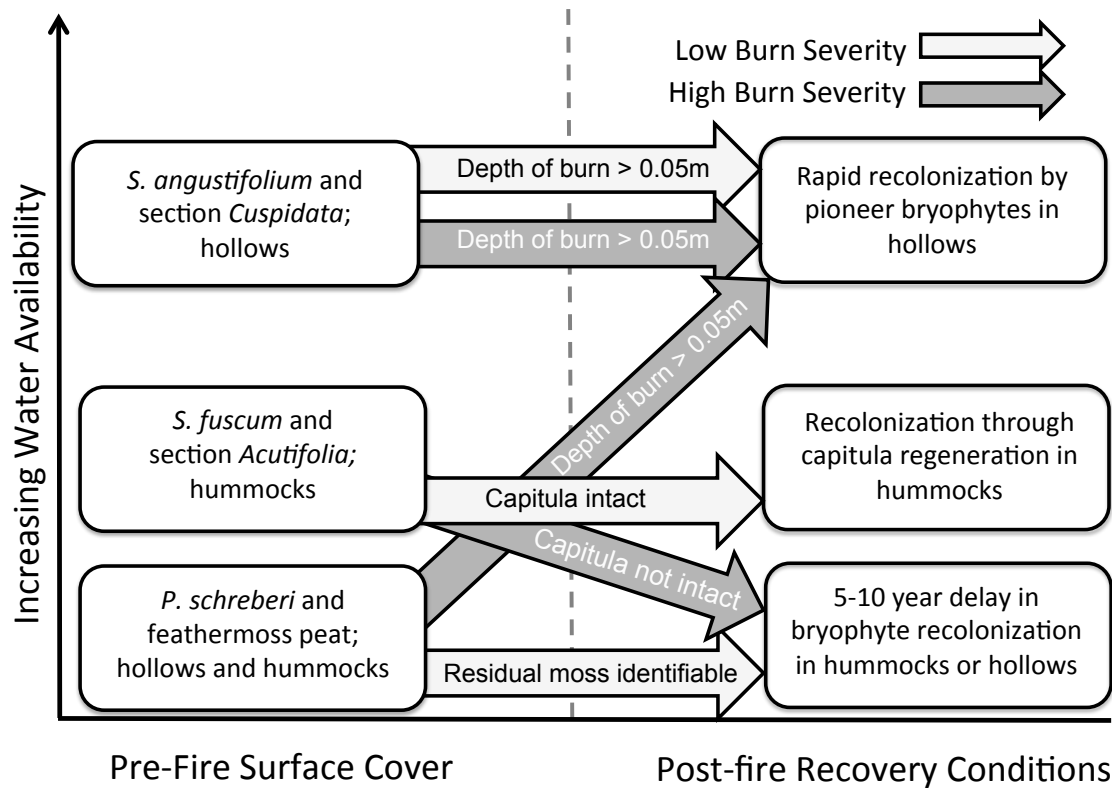 Low Burn Severity
High Burn Severity
Increasing Water Availability
S. angustifolium and
section Cuspidata;
hollows
Depth of burn > 0.05m
Depth of burn > 0.05m
Rapid recolonization by
pioneer bryophytes in
hollows
Depth of burn > 0.05m
S. fuscum and
section Acutifolia;
hummocks
Capitula intact
Recolonization through
capitula regeneration in
hummocks
Capitula not intact
P. schreberi and
feathermoss peat;
hollows and hummocks
Residual moss identifiable
5-10 year delay in
bryophyte recolonization
in hummocks or hollows
Pre-Fire Surface Cover
Post-fire Recovery Conditions